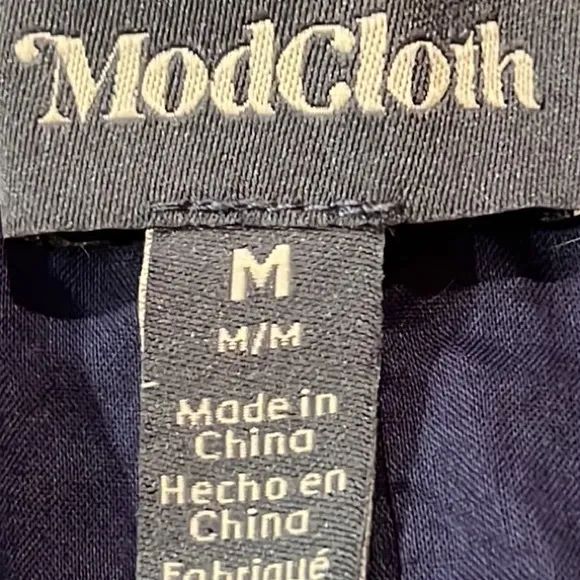 ModCloth
M
M/M
Made in
China
Hecho en
China
Fabriqué